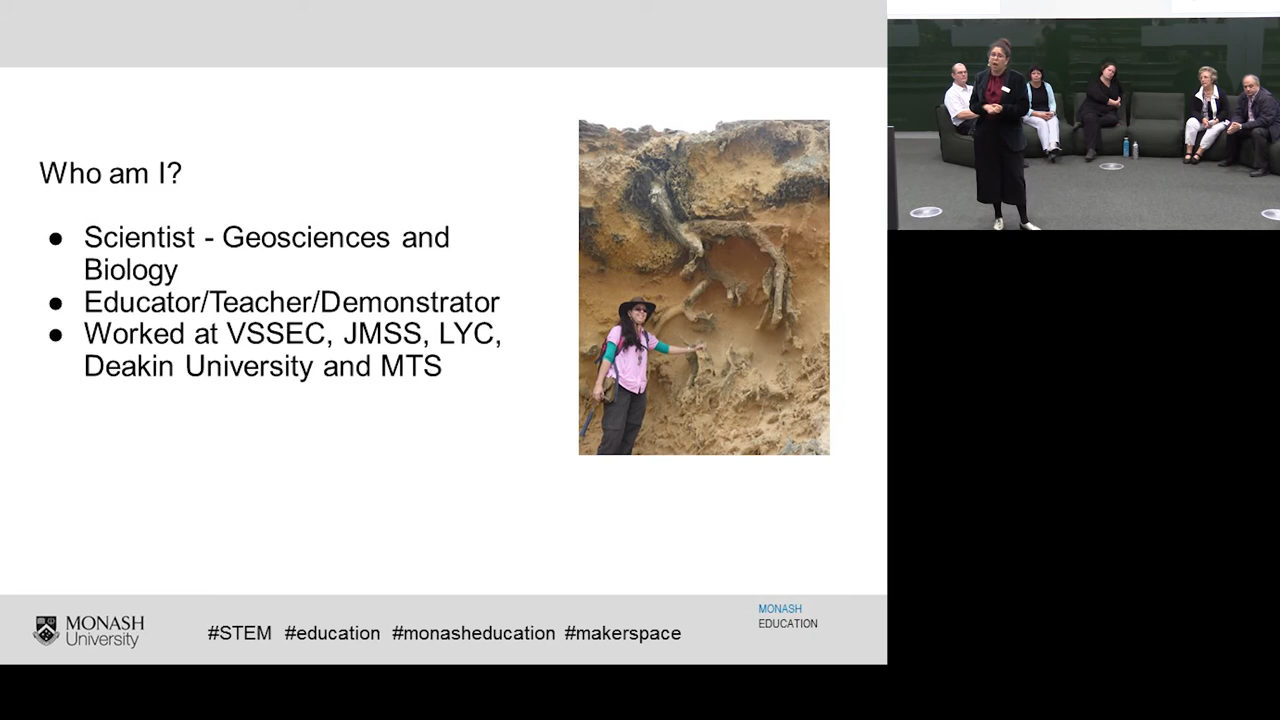 Who am I?
● Scientist - Geosciences and
Biology
● Educator/Teacher/Demonstrator
● Worked at VSSEC, JMSS, LYC,
Deakin University and MTS
MONASH
University
#STEM #education #monasheducation #makerspace
MONASH
EDUCATION